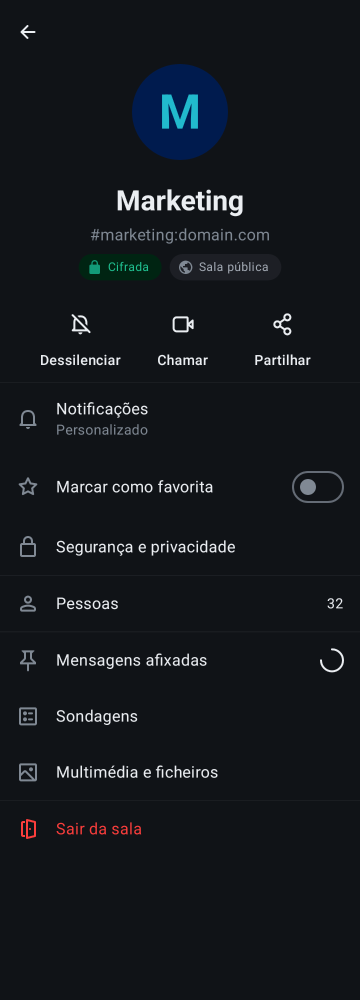 M
Marketing
#marketing:domain.com
Cifrada
Sala pública
Dessilenciar
Chamar
Partilhar
Notificações
Personalizado
Marcar como favorita
Segurança e privacidade
Pessoas
32
Mensagens afixadas
Sondagens
Multimédia e ficheiros
Sair da sala